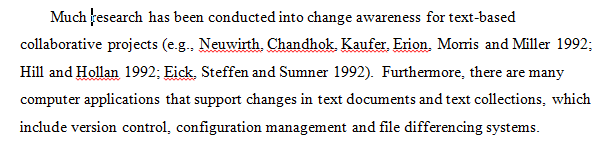 Much research has been conducted into change awareness for text-based
collaborative projects (e.g., Neuwirth, Chandhok, Kaufer, Erion, Morris and Miller 1992;
Hill and Hollan 1992; Eick, Steffen and Sumner 1992).  Furthermore, there are many
computer applications that support changes in text documents and text collections, which
include version control, configuration management and file differencing systems.